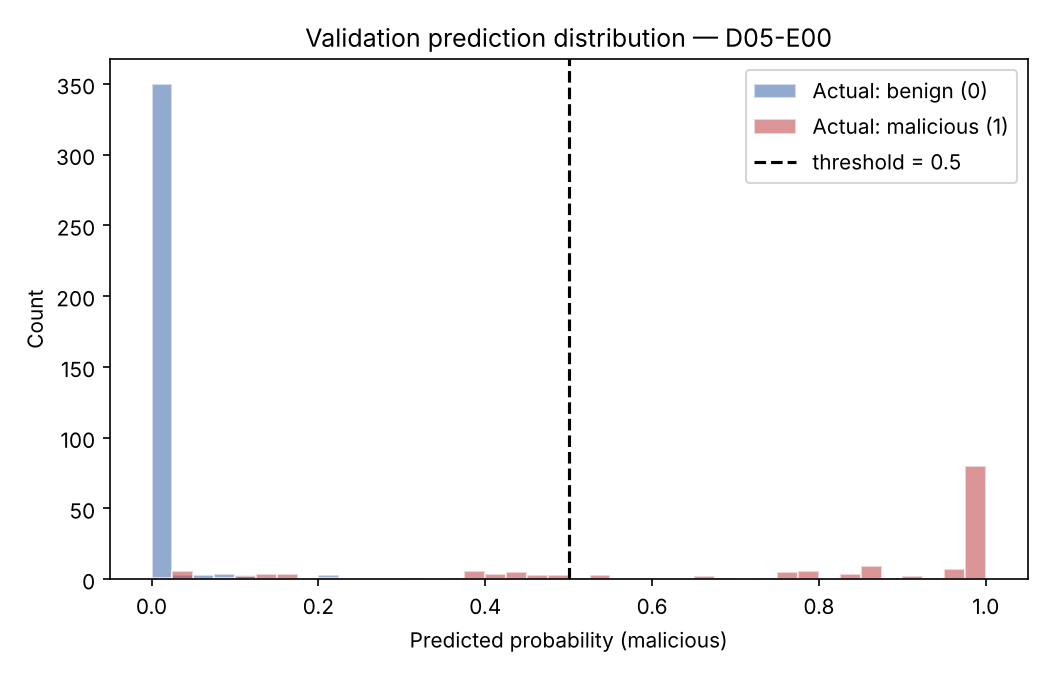 Validation prediction distribution — D05-E00
Actual: benign (0)
Actual: malicious (1)
threshold = 0.5
350
300
250
200
150
100
50
0
Count
0.0 0.2 0.4 0.6 0.8 1.0
Predicted probability (malicious)